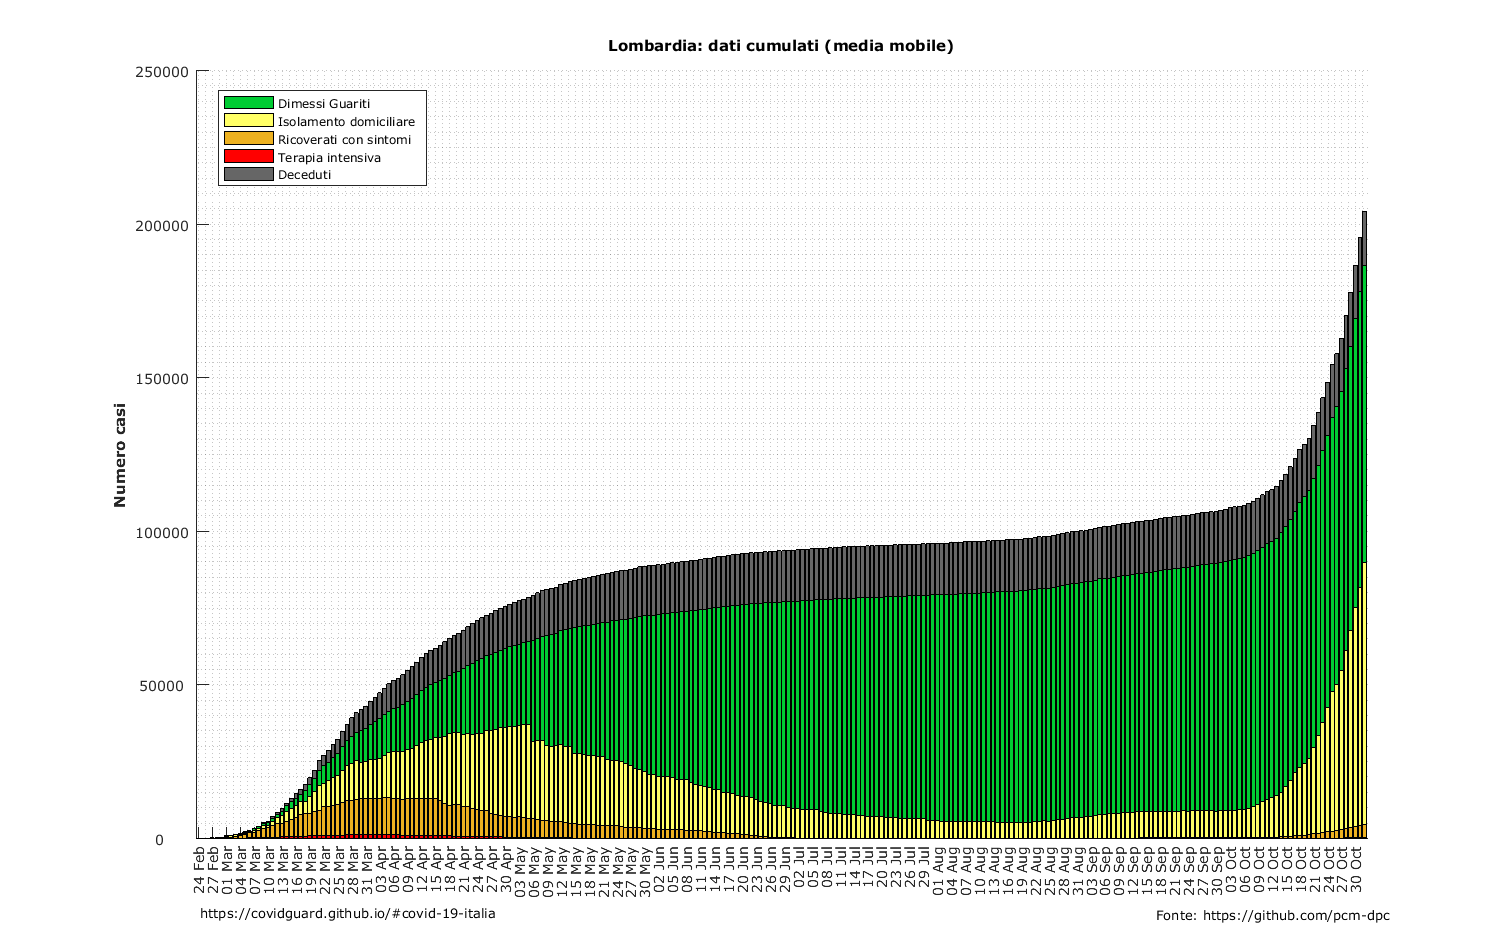 Lombardia: dati cumulati (media mobile)
250000
200000
150000
100000
50000
0
Numero casi
Dimessi Guariti
Isolamento domiciliare
Ricoverati con sintomi
Terapia intensiva
Deceduti
24 Feb
27 Feb
01 Mar
04 Mar
07 Mar
10 Mar
13 Mar
16 Mar
19 Mar
22 Mar
25 Mar
28 Mar
31 Mar
03 Apr
06 Apr
09 Apr
12 Apr
15 Apr
18 Apr
21 Apr
24 Apr
27 Apr
30 Apr
03 May
06 May
09 May
12 May
15 May
18 May
21 May
24 May
27 May
30 May
02 Jun
05 Jun
08 Jun
11 Jun
14 Jun
17 Jun
20 Jun
23 Jun
26 Jun
29 Jun
02 Jul
05 Jul
08 Jul
11 Jul
14 Jul
17 Jul
20 Jul
23 Jul
26 Jul
29 Jul
01 Aug
04 Aug
07 Aug
10 Aug
13 Aug
16 Aug
19 Aug
22 Aug
25 Aug
28 Aug
31 Aug
03 Sep
06 Sep
09 Sep
12 Sep
15 Sep
18 Sep
21 Sep
24 Sep
27 Sep
30 Sep
03 Oct
06 Oct
09 Oct
12 Oct
15 Oct
18 Oct
21 Oct
24 Oct
27 Oct
30 Oct
https://covidguard.github.io/#covid-19-italia
Fonte: https://github.com/pcm-dpc